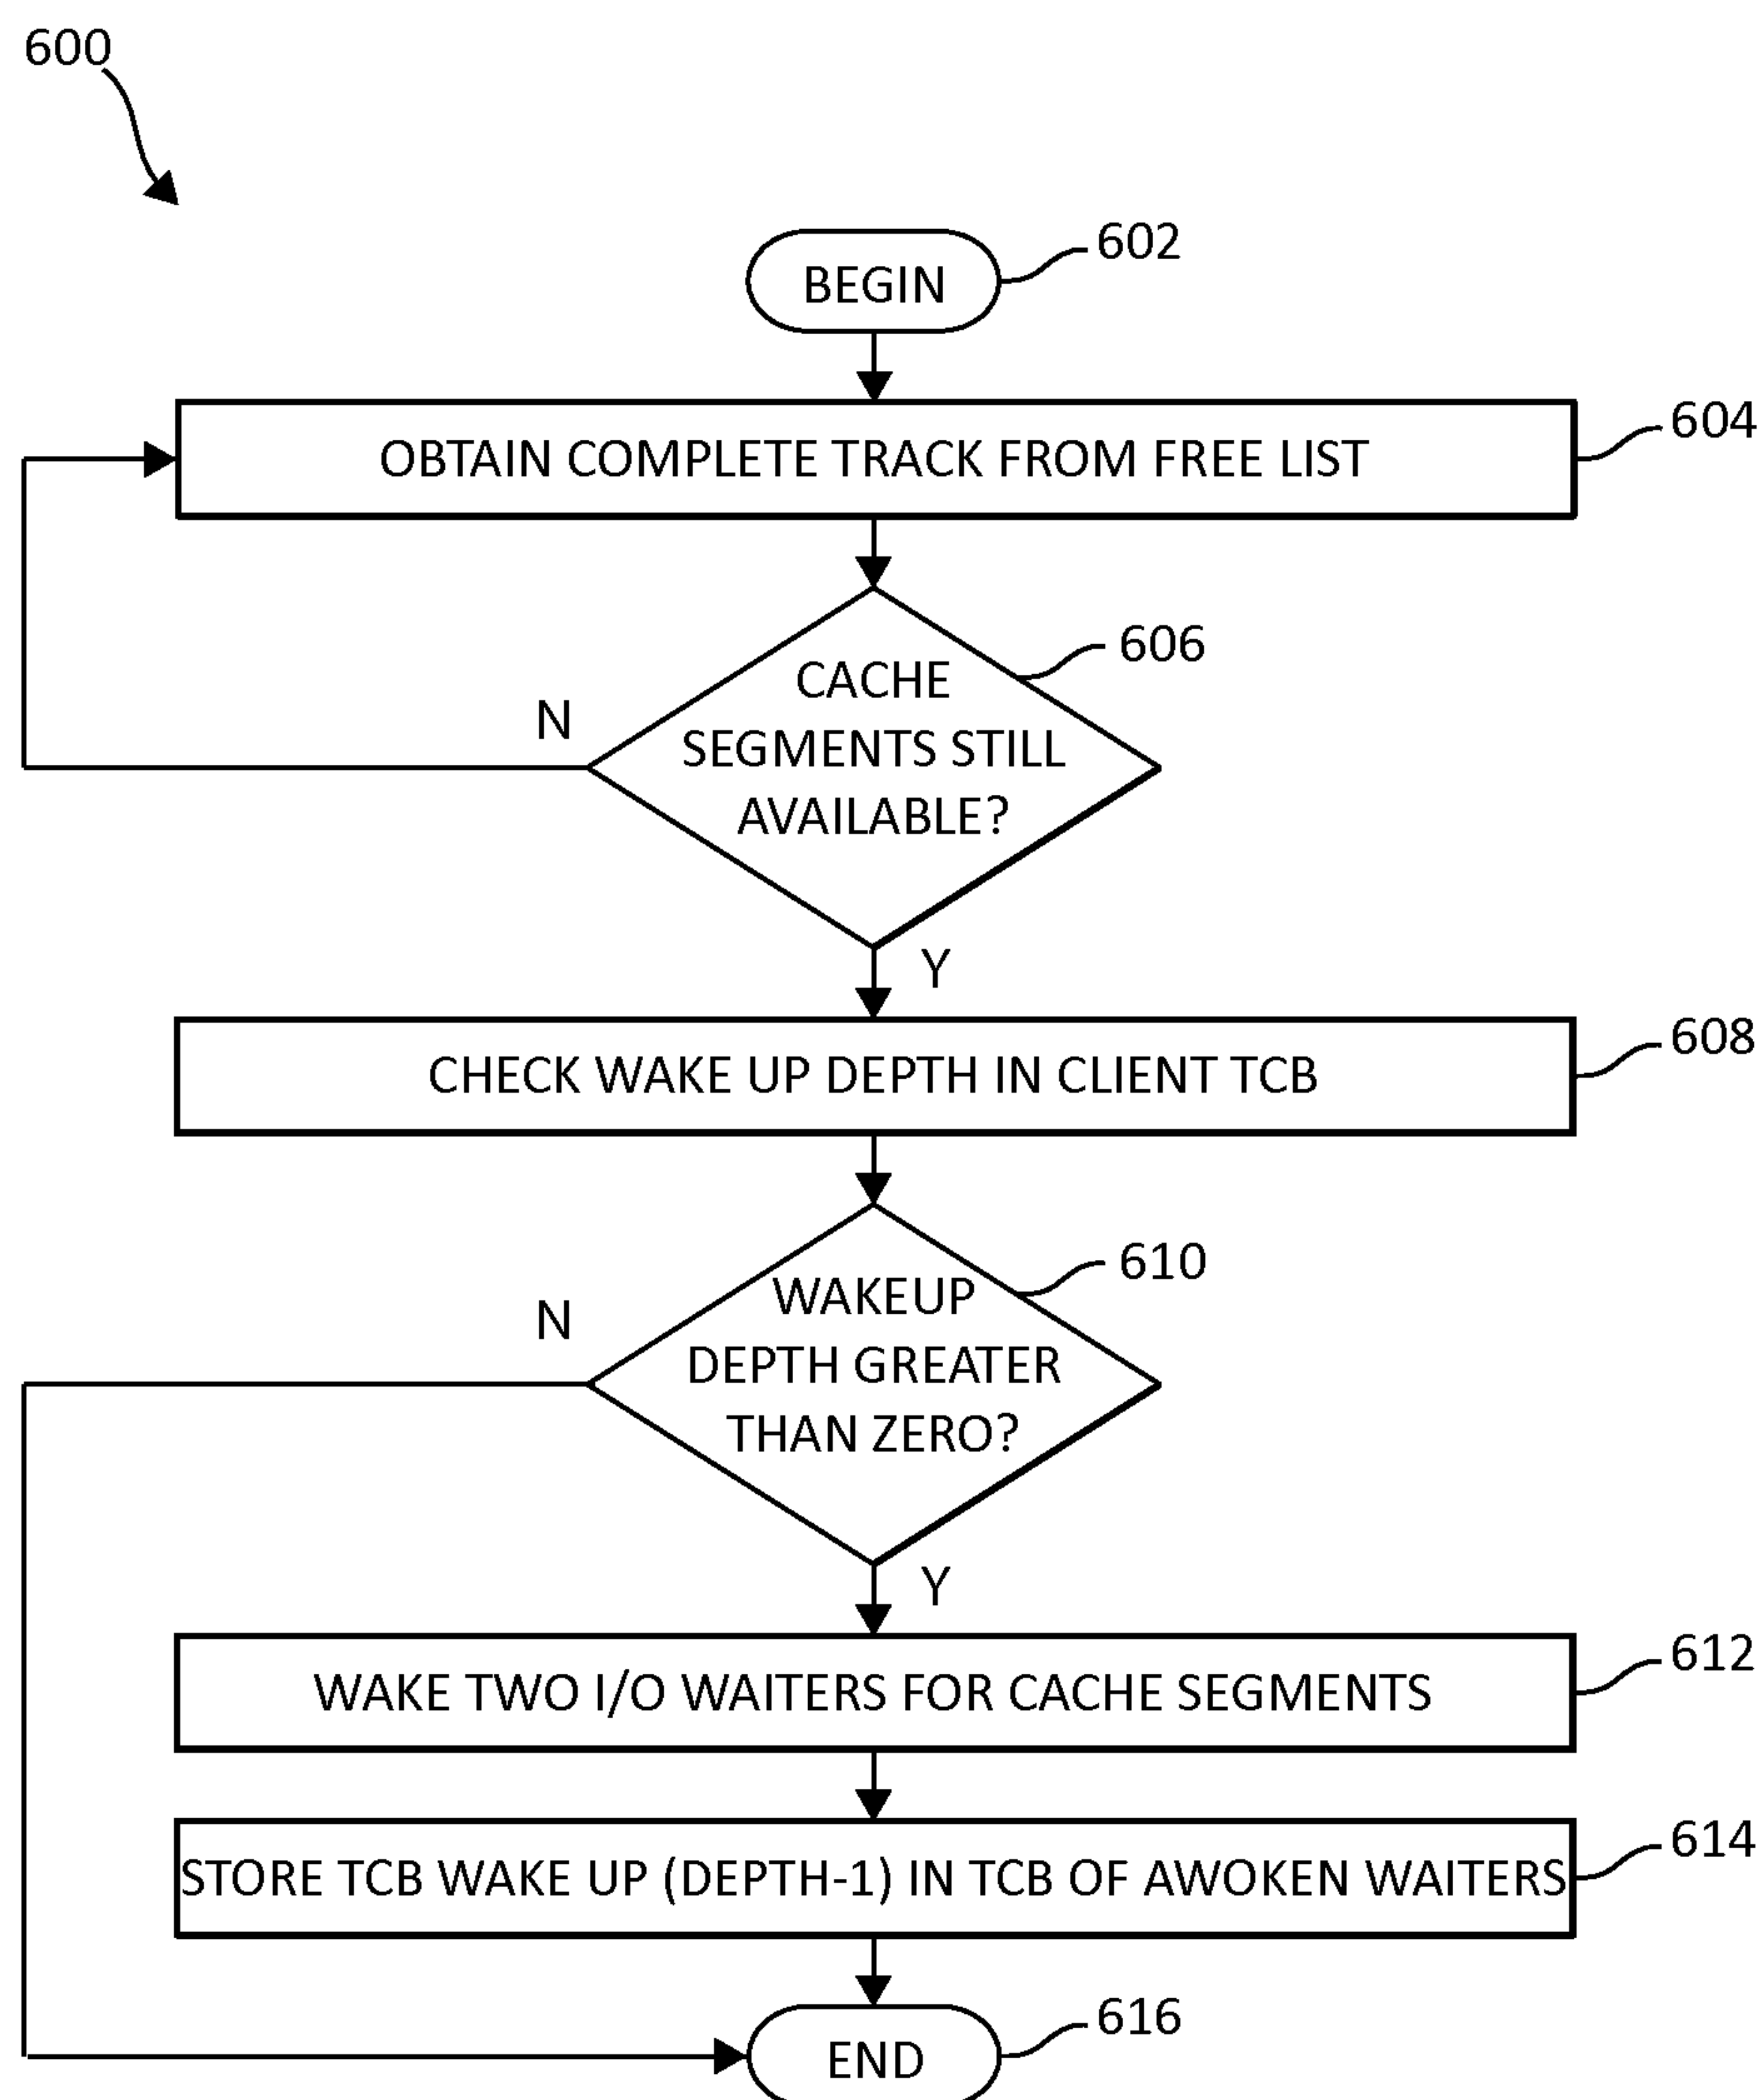 600
602
BEGIN
604
OBTAIN COMPLETE TRACK FROM FREE LIST
606
CACHE
SEGMENTS STILL
AVAILABLE?
N
Y
608
CHECK WAKE UP DEPTH IN CLIENT TCB
610
WAKEUP
DEPTH GREATER
THAN ZERO?
N
Y
612
WAKE TWO I/O WAITERS FOR CACHE SEGMENTS
614
STORE TCB WAKE UP (DEPTH-1) IN TCB OF AWOKEN WAITERS
616
END